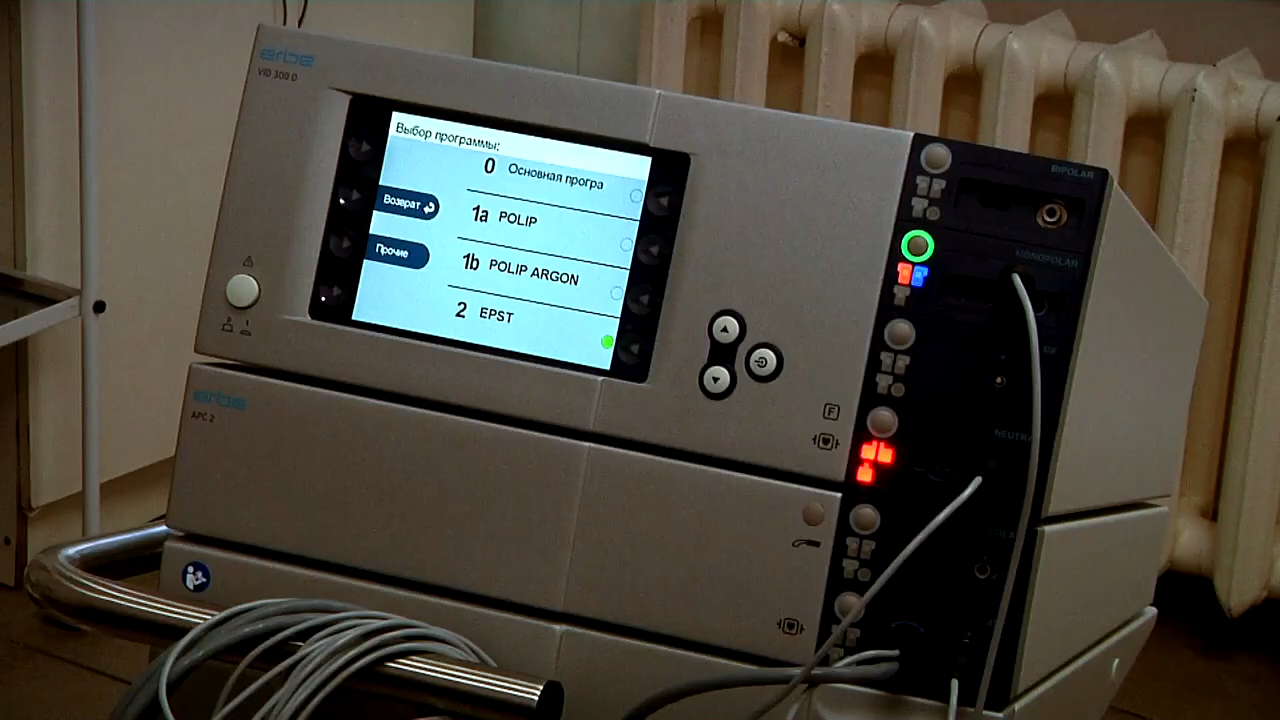 erbe
VIO 300 D
Выбор программы:
0 Основная програ
Возврат
1a POLIP
Прочие
1b POLIP ARGON
2 EPST
BIPOLAR
MONOPOLAR
F
erbe
APC 2